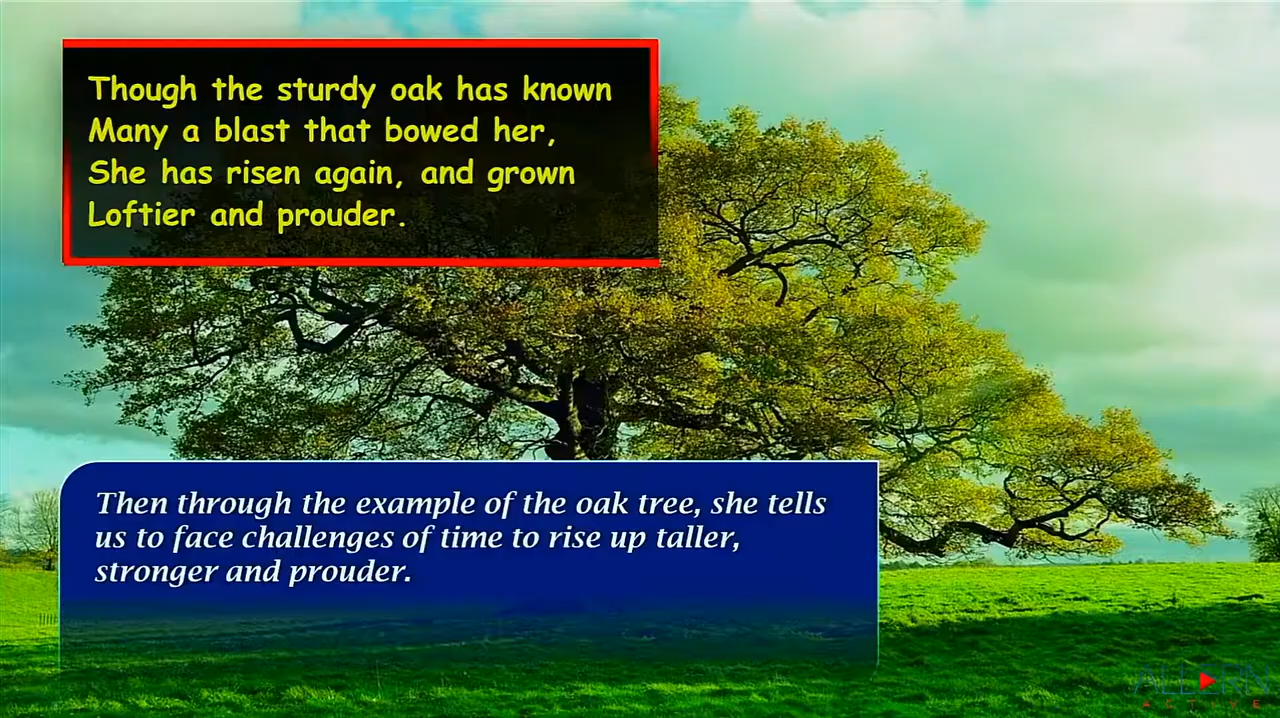 Though the sturdy oak has known
Many a blast that bowed her,
She has risen again, and grown
Loftier and prouder.
Then through the example of the oak tree, she tells
us to face challenges of time to rise up taller,
stronger and prouder.
ALLERN
ACTIVE